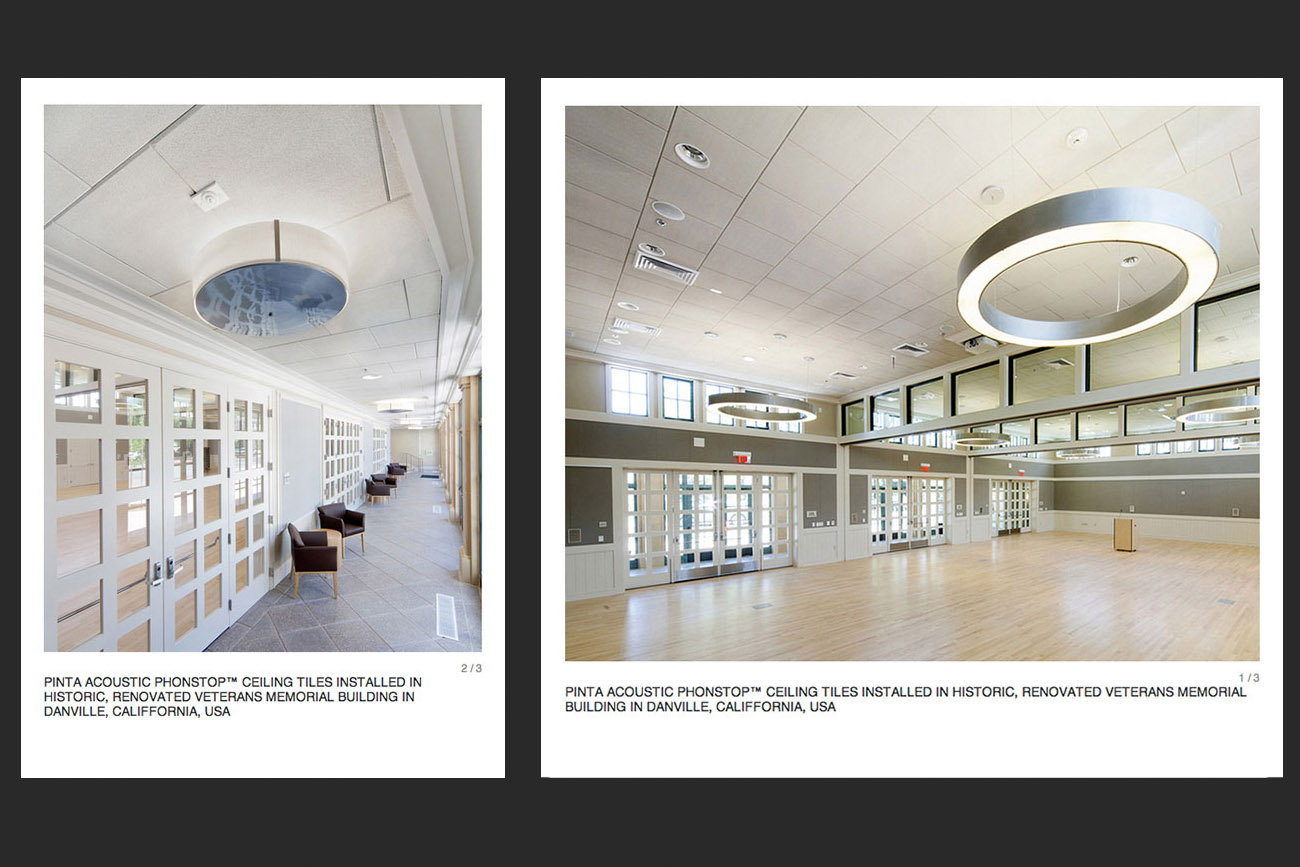 2 / 3
PINTA ACOUSTIC PHONSTOP™ CEILING TILES INSTALLED IN
HISTORIC, RENOVATED VETERANS MEMORIAL BUILDING IN
DANVILLE, CALIFFORNIA, USA
1 / 3
PINTA ACOUSTIC PHONSTOP™ CEILING TILES INSTALLED IN HISTORIC, RENOVATED VETERANS MEMORIAL
BUILDING IN DANVILLE, CALIFFORNIA, USA